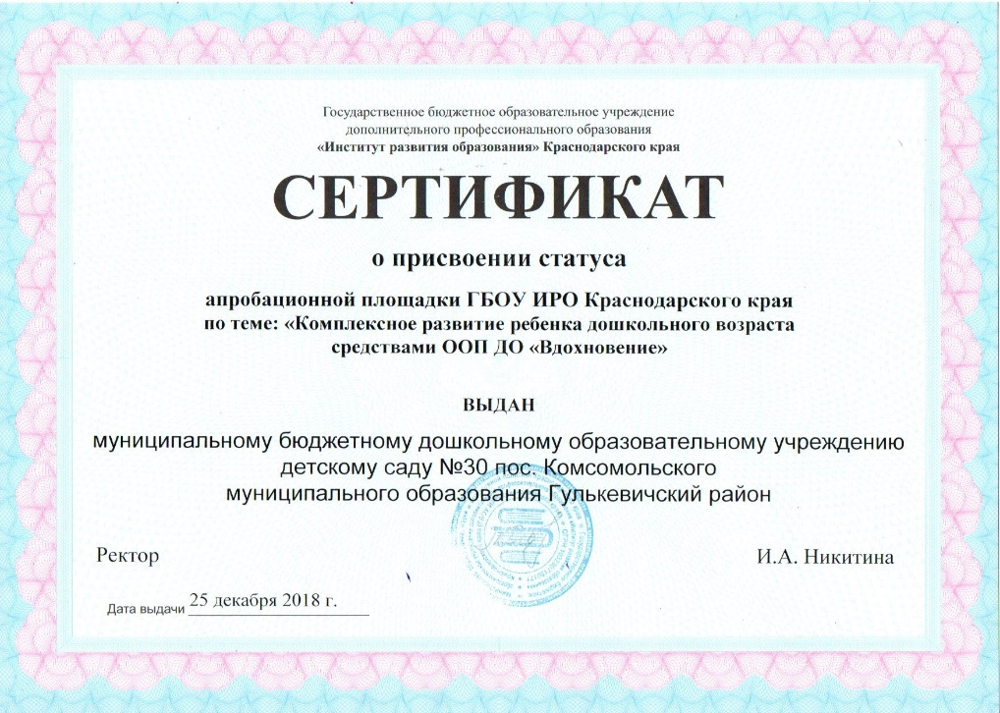 Государственное бюджетное образовательное учреждение
дополнительного профессионального образования
«Институт развития образования» Краснодарского края
СЕРТИФИКАТ
о присвоении статуса
апробационной площадки ГБОУ ИРО Краснодарского края
по теме: «Комплексное развитие ребенка дошкольного возраста
средствами ООП ДО «Вдохновение»
ВЫДАН
муниципальному бюджетному дошкольному образовательному учреждению
детскому саду №30 пос. Комсомольского
муниципального образования Гулькевичский район
Ректор
И.А. Никитина
Дата выдачи 25 декабря 2018 г.